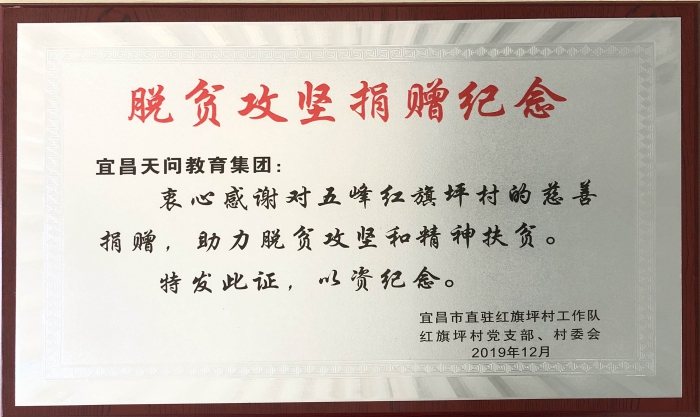 脱贫攻坚捐赠纪念
宜昌天问教育集团：
衷心感谢对五峰红旗坪村的慈善
捐赠，助力脱贫攻坚和精神扶贫。
特发此证，以资纪念。
宜昌市直驻红旗坪村工作队
红旗坪村党支部、村委会
2019年12月